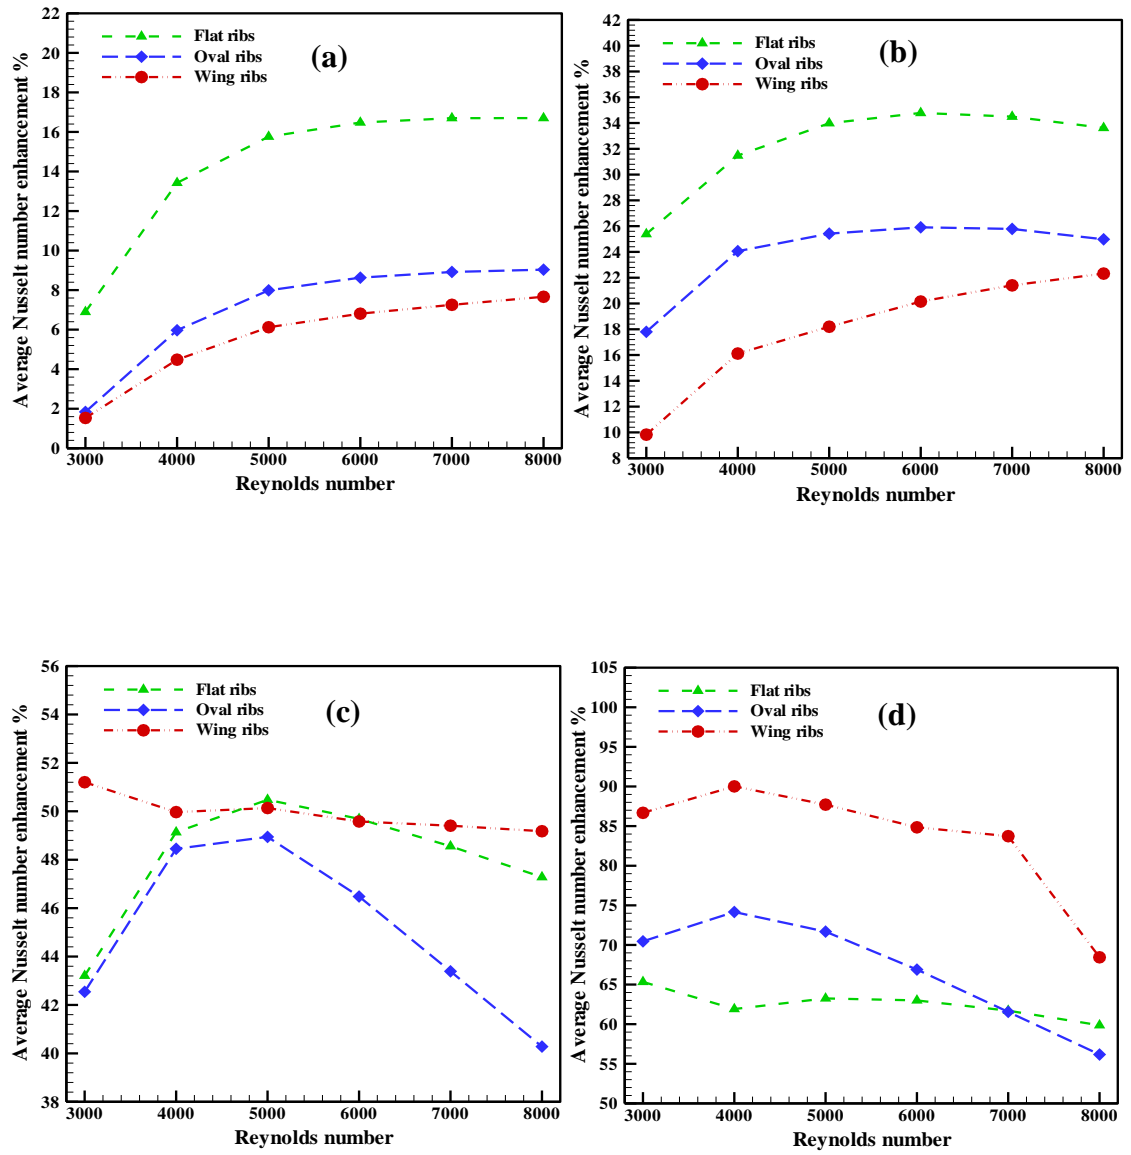 (a)
Flat ribs
Oval ribs
Wing ribs
Average Nusselt number enhancement %
22
20
18
16
14
12
10
8
6
4
2
0
3000 4000 5000 6000 7000 8000
Reynolds number
(b)
Flat ribs
Oval ribs
Wing ribs
Average Nusselt number enhancement %
42
40
38
36
34
32
30
28
26
24
22
20
18
16
14
12
10
8
3000 4000 5000 6000 7000 8000
Reynolds number
(c)
Flat ribs
Oval ribs
Wing ribs
Average Nusselt number enhancement %
56
54
52
50
48
46
44
42
40
38
3000 4000 5000 6000 7000 8000
Reynolds number
(d)
Flat ribs
Oval ribs
Wing ribs
Average Nusselt number enhancement %
105
100
95
90
85
80
75
70
65
60
55
50
3000 4000 5000 6000 7000 8000
Reynolds number